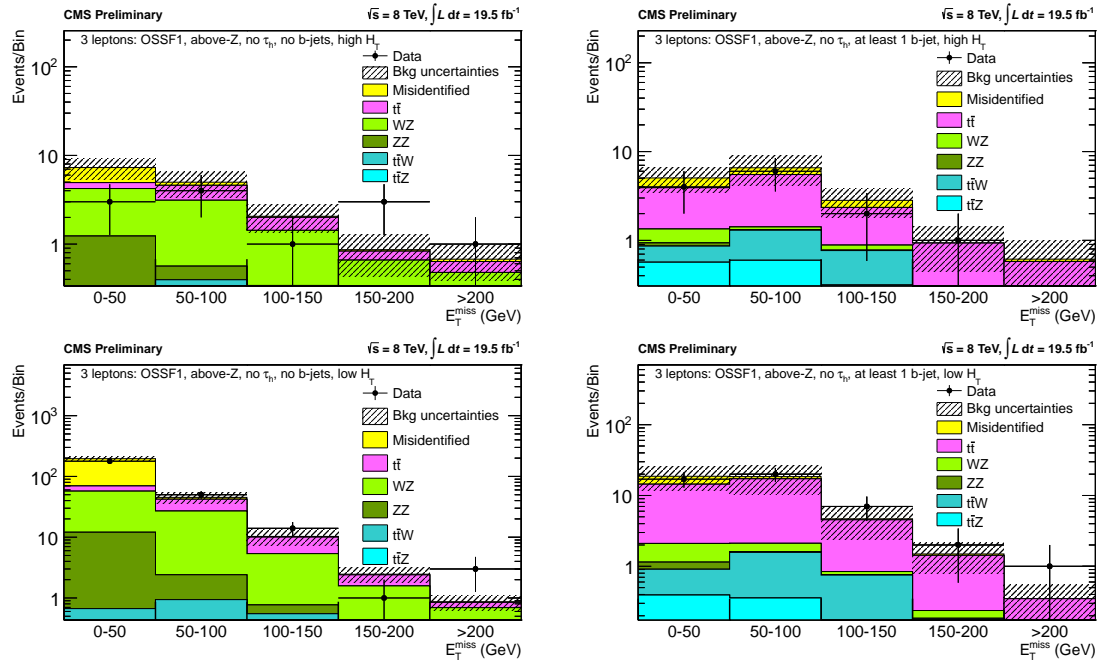 CMS Preliminary
√s = 8 TeV, ∫L dt = 19.5 fb⁻¹
3 leptons: OSSF1, above-Z, no τ_h, no b-jets, high H_T
Data
Bkg uncertainties
Misidentified
tt̄
WZ
ZZ
tt̄W
tt̄Z
Events/Bin
10²
10
1
0-50 50-100 100-150 150-200 >200
E_T^miss (GeV)
CMS Preliminary
√s = 8 TeV, ∫L dt = 19.5 fb⁻¹
3 leptons: OSSF1, above-Z, no τ_h, at least 1 b-jet, high H_T
Data
Bkg uncertainties
Misidentified
tt̄
WZ
ZZ
tt̄W
tt̄Z
Events/Bin
10²
10
1
0-50 50-100 100-150 150-200 >200
E_T^miss (GeV)
CMS Preliminary
√s = 8 TeV, ∫L dt = 19.5 fb⁻¹
3 leptons: OSSF1, above-Z, no τ_h, no b-jets, low H_T
Data
Bkg uncertainties
Misidentified
tt̄
WZ
ZZ
tt̄W
tt̄Z
Events/Bin
10³
10²
10
1
0-50 50-100 100-150 150-200 >200
E_T^miss (GeV)
CMS Preliminary
√s = 8 TeV, ∫L dt = 19.5 fb⁻¹
3 leptons: OSSF1, above-Z, no τ_h, at least 1 b-jet, low H_T
Data
Bkg uncertainties
Misidentified
tt̄
WZ
ZZ
tt̄W
tt̄Z
Events/Bin
10²
10
1
0-50 50-100 100-150 150-200 >200
E_T^miss (GeV)